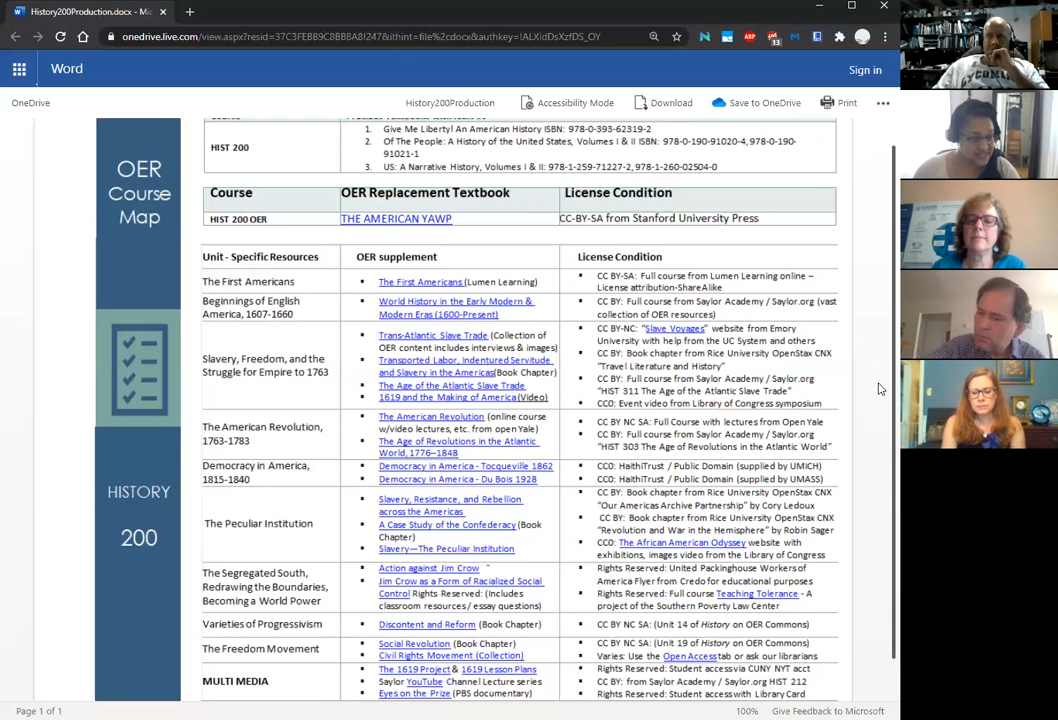 History200Production.docx - Mic
onedrive.live.com/view.aspx?resid=37C3FEBB9C8BB8A8!247&ithint=file%2cdocx&authkey=!ALXidDsXzfDS_OY
13
Word
Sign in
OneDrive
History200Production
Accessibility Mode
Download
Save to OneDrive
Print
OER
Course
Map
HISTORY
200
HIST 200
1. Give Me Liberty! An American History ISBN: 978-0-393-62319-2
2. Of The People: A History of the United States, Volumes I & II ISBN: 978-0-190-91020-4, 978-0-190-
91021-1
3. US: A Narrative History, Volumes I & II: 978-1-259-71227-2, 978-1-260-02504-0
Course OER Replacement Textbook License Condition
HIST 200 OER THE AMERICAN YAWP CC-BY-SA from Stanford University Press
Unit - Specific Resources OER supplement License Condition
The First Americans
The First Americans (Lumen Learning)
CC BY-SA: Full course from Lumen Learning online –
License attribution-ShareAlike
Beginnings of English
America, 1607-1660
World History in the Early Modern &
Modern Eras (1600-Present)
CC BY: Full course from Saylor Academy / Saylor.org (vast
collection of OER resources)
Slavery, Freedom, and the
Struggle for Empire to 1763
Trans-Atlantic Slave Trade (Collection of
OER content includes interviews & images)
Transported Labor, Indentured Servitude
and Slavery in the Americas(Book Chapter)
The Age of the Atlantic Slave Trade
1619 and the Making of America (Video)
CC BY-NC: “Slave Voyages” website from Emory
University with help from the UC System and others
CC BY: Book chapter from Rice University OpenStax CNX
“Travel Literature and History”
CC BY: Full course from Saylor Academy / Saylor.org
“HIST 311 The Age of the Atlantic Slave Trade”
CC0: Event video from Library of Congress symposium
The American Revolution,
1763-1783
The American Revolution (online course
w/video lectures, etc. from open Yale)
The Age of Revolutions in the Atlantic
World, 1776–1848
CC BY NC SA: Full Course with lectures from Open Yale
CC BY: Full course from Saylor Academy / Saylor.org
“HIST 303 The Age of Revolutions in the Atlantic World”
Democracy in America,
1815-1840
Democracy in America - Tocqueville 1862
Democracy in America - Du Bois 1928
CC0: HaithiTrust / Public Domain (supplied by UMICH)
CC0: HaithiTrust / Public Domain (supplied by UMASS)
The Peculiar Institution
Slavery, Resistance, and Rebellion
across the Americas
A Case Study of the Confederacy (Book
Chapter)
Slavery—The Peculiar Institution
CC BY: Book chapter from Rice University OpenStax CNX
“Our Americas Archive Partnership” by Cory Ledoux
CC BY: Book chapter from Rice University OpenStax CNX
“Revolution and War in the Hemisphere” by Robin Sager
CC0: The African American Odyssey website with
exhibitions, images video from the Library of Congress
The Segregated South,
Redrawing the Boundaries,
Becoming a World Power
Action against Jim Crow
Jim Crow as a Form of Racialized Social
Control Rights Reserved: (Includes
classroom resources / essay questions)
Rights Reserved: United Packinghouse Workers of
America Flyer from Credo for educational purposes
Rights Reserved: Full course Teaching Tolerance - A
project of the Southern Poverty Law Center
Varieties of Progressivism
Discontent and Reform (Book Chapter)
CC BY NC SA: (Unit 14 of History on OER Commons)
The Freedom Movement
Social Revolution (Book Chapter)
Civil Rights Movement (Collection)
CC BY NC SA: (Unit 19 of History on OER Commons)
Varies: Use the Open Access tab or ask our librarians
MULTI MEDIA
The 1619 Project & 1619 Lesson Plans
Saylor YouTube Channel Lecture series
Eyes on the Prize (PBS documentary)
Rights Reserved: Student access via CUNY NYT acct
CC BY: from Saylor Academy / Saylor.org HIST 212
Rights Reserved: Student access with Library Card
Page 1 of 1
100%
Give Feedback to Microsoft